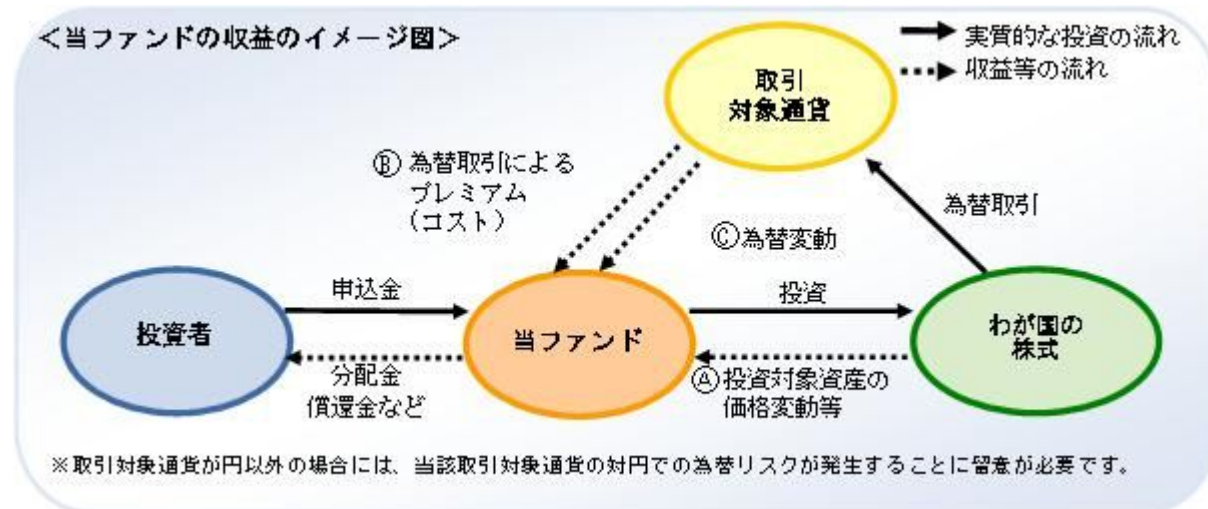 ＜当ファンドの収益のイメージ図＞
実質的な投資の流れ
収益等の流れ
取引
対象通貨
Ⓑ 為替取引による
プレミアム
（コスト）
Ⓒ為替変動
為替取引
投資者
申込金
分配金
償還金など
当ファンド
投資
Ⓐ投資対象資産の
価格変動等
わが国の
株式
※取引対象通貨が円以外の場合には、当該取引対象通貨の対円での為替リスクが発生することに留意が必要です。